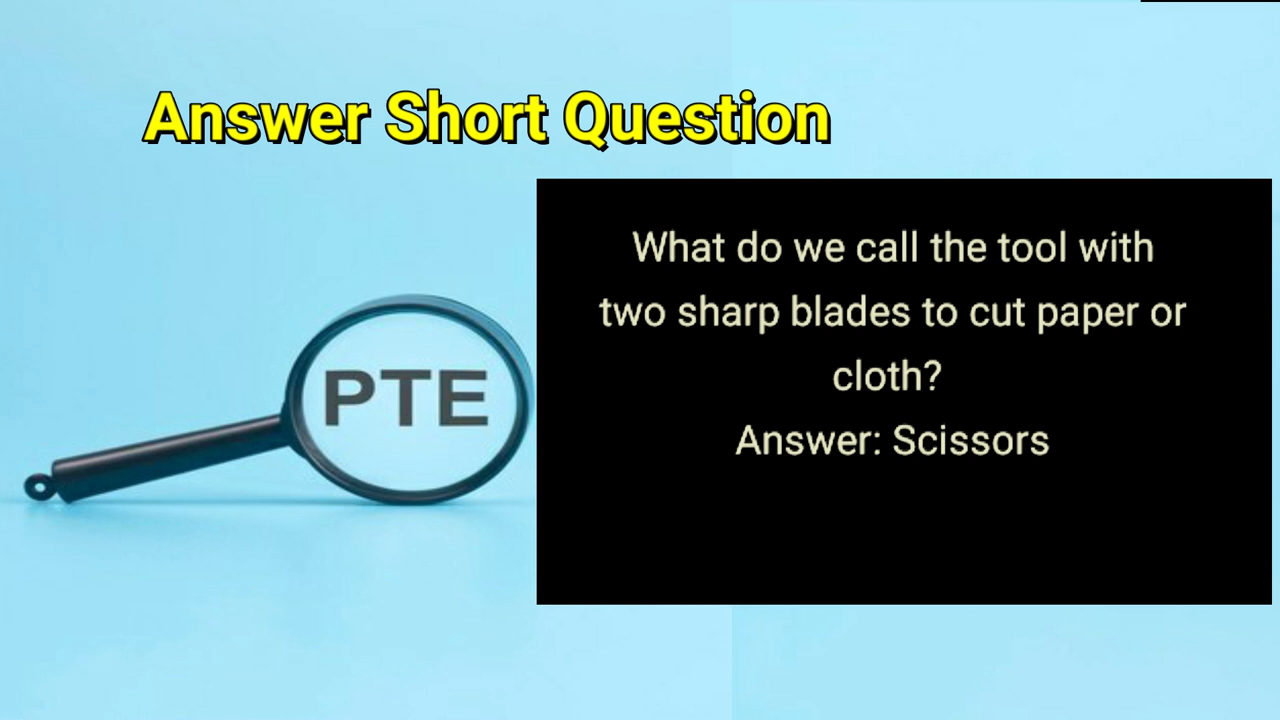 Answer Short Question
What do we call the tool with
two sharp blades to cut paper or
cloth?
Answer: Scissors
PTE